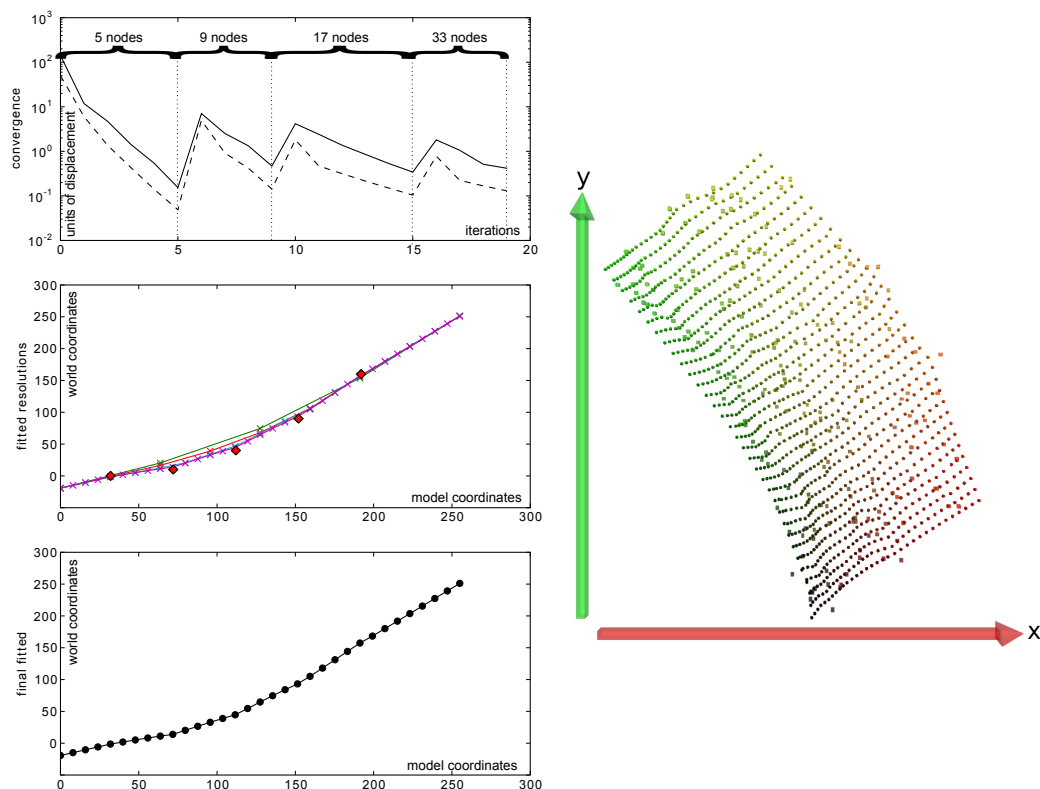 10^3
10^2
10^1
10^0
10^-1
10^-2
convergence
units of displacement
5 nodes 9 nodes 17 nodes 33 nodes
iterations
0 5 10 15 20
300
250
200
150
100
50
0
fitted resolutions
world coordinates
model coordinates
0 50 100 150 200 250 300
300
250
200
150
100
50
0
final fitted
world coordinates
model coordinates
0 50 100 150 200 250 300
y
x